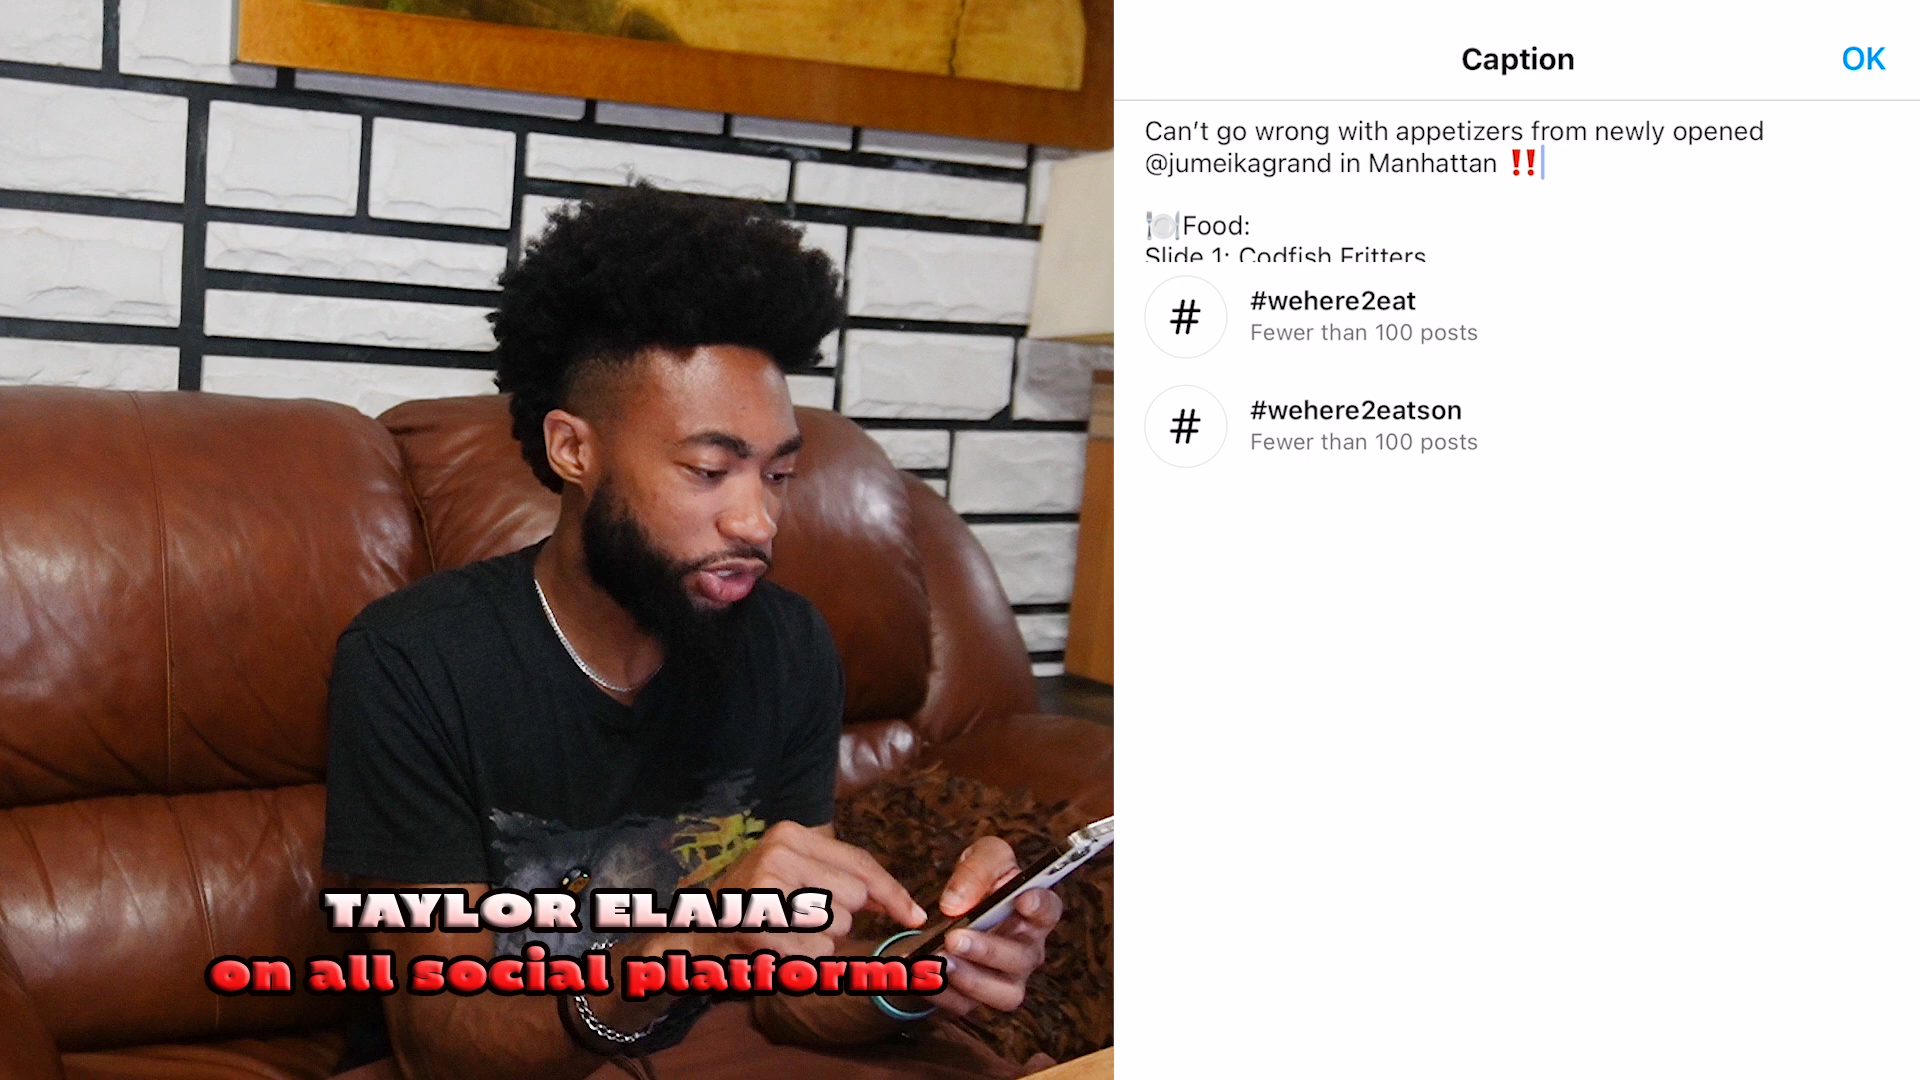 Caption
OK
Can’t go wrong with appetizers from newly opened
@jumeikagrand in Manhattan ‼️
🍽️Food:
Slide 1: Codfish Fritters
#wehere2eat
Fewer than 100 posts
#wehere2eatson
Fewer than 100 posts
TAYLOR ELAJAS
on all social platforms